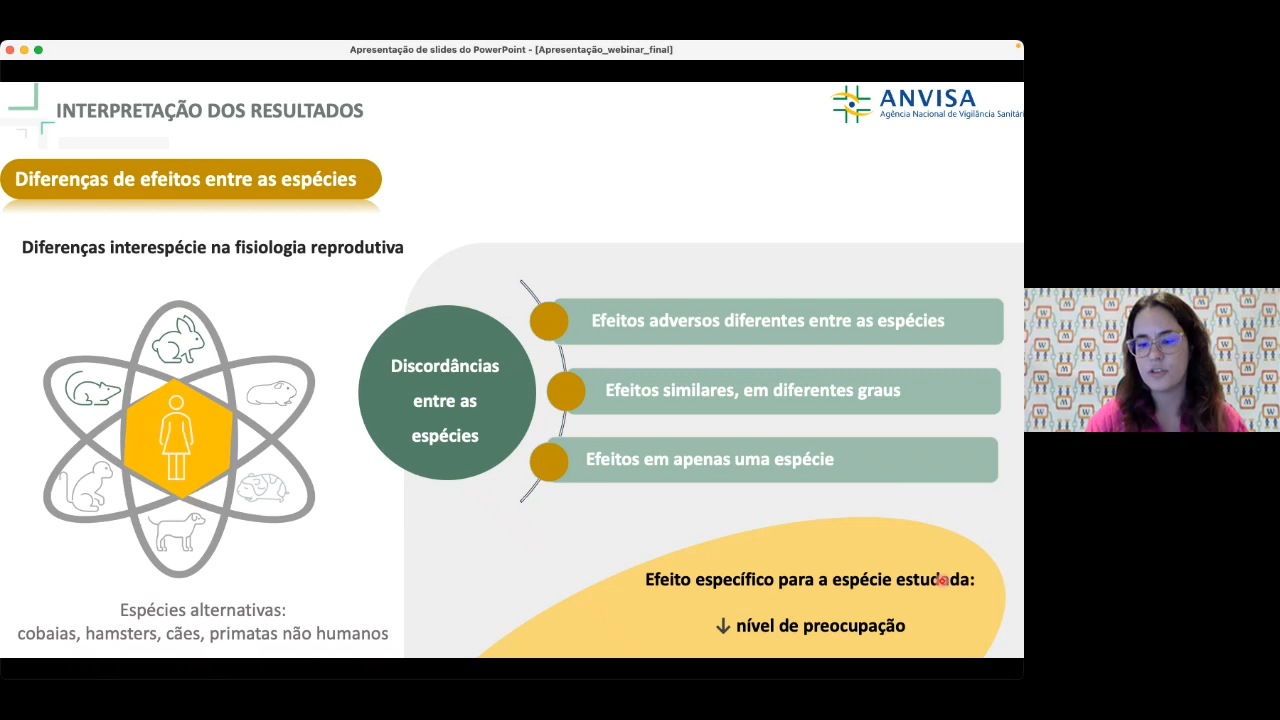 Apresentação de slides do PowerPoint - [Apresentação_webinar_final]
INTERPRETAÇÃO DOS RESULTADOS
ANVISA
Agência Nacional de Vigilância Sanitári
Diferenças de efeitos entre as espécies
Diferenças interespécie na fisiologia reprodutiva
Discordâncias
entre as
espécies
Efeitos adversos diferentes entre as espécies
Efeitos similares, em diferentes graus
Efeitos em apenas uma espécie
Espécies alternativas:
cobaias, hamsters, cães, primatas não humanos
Efeito específico para a espécie estudada:
↓ nível de preocupação